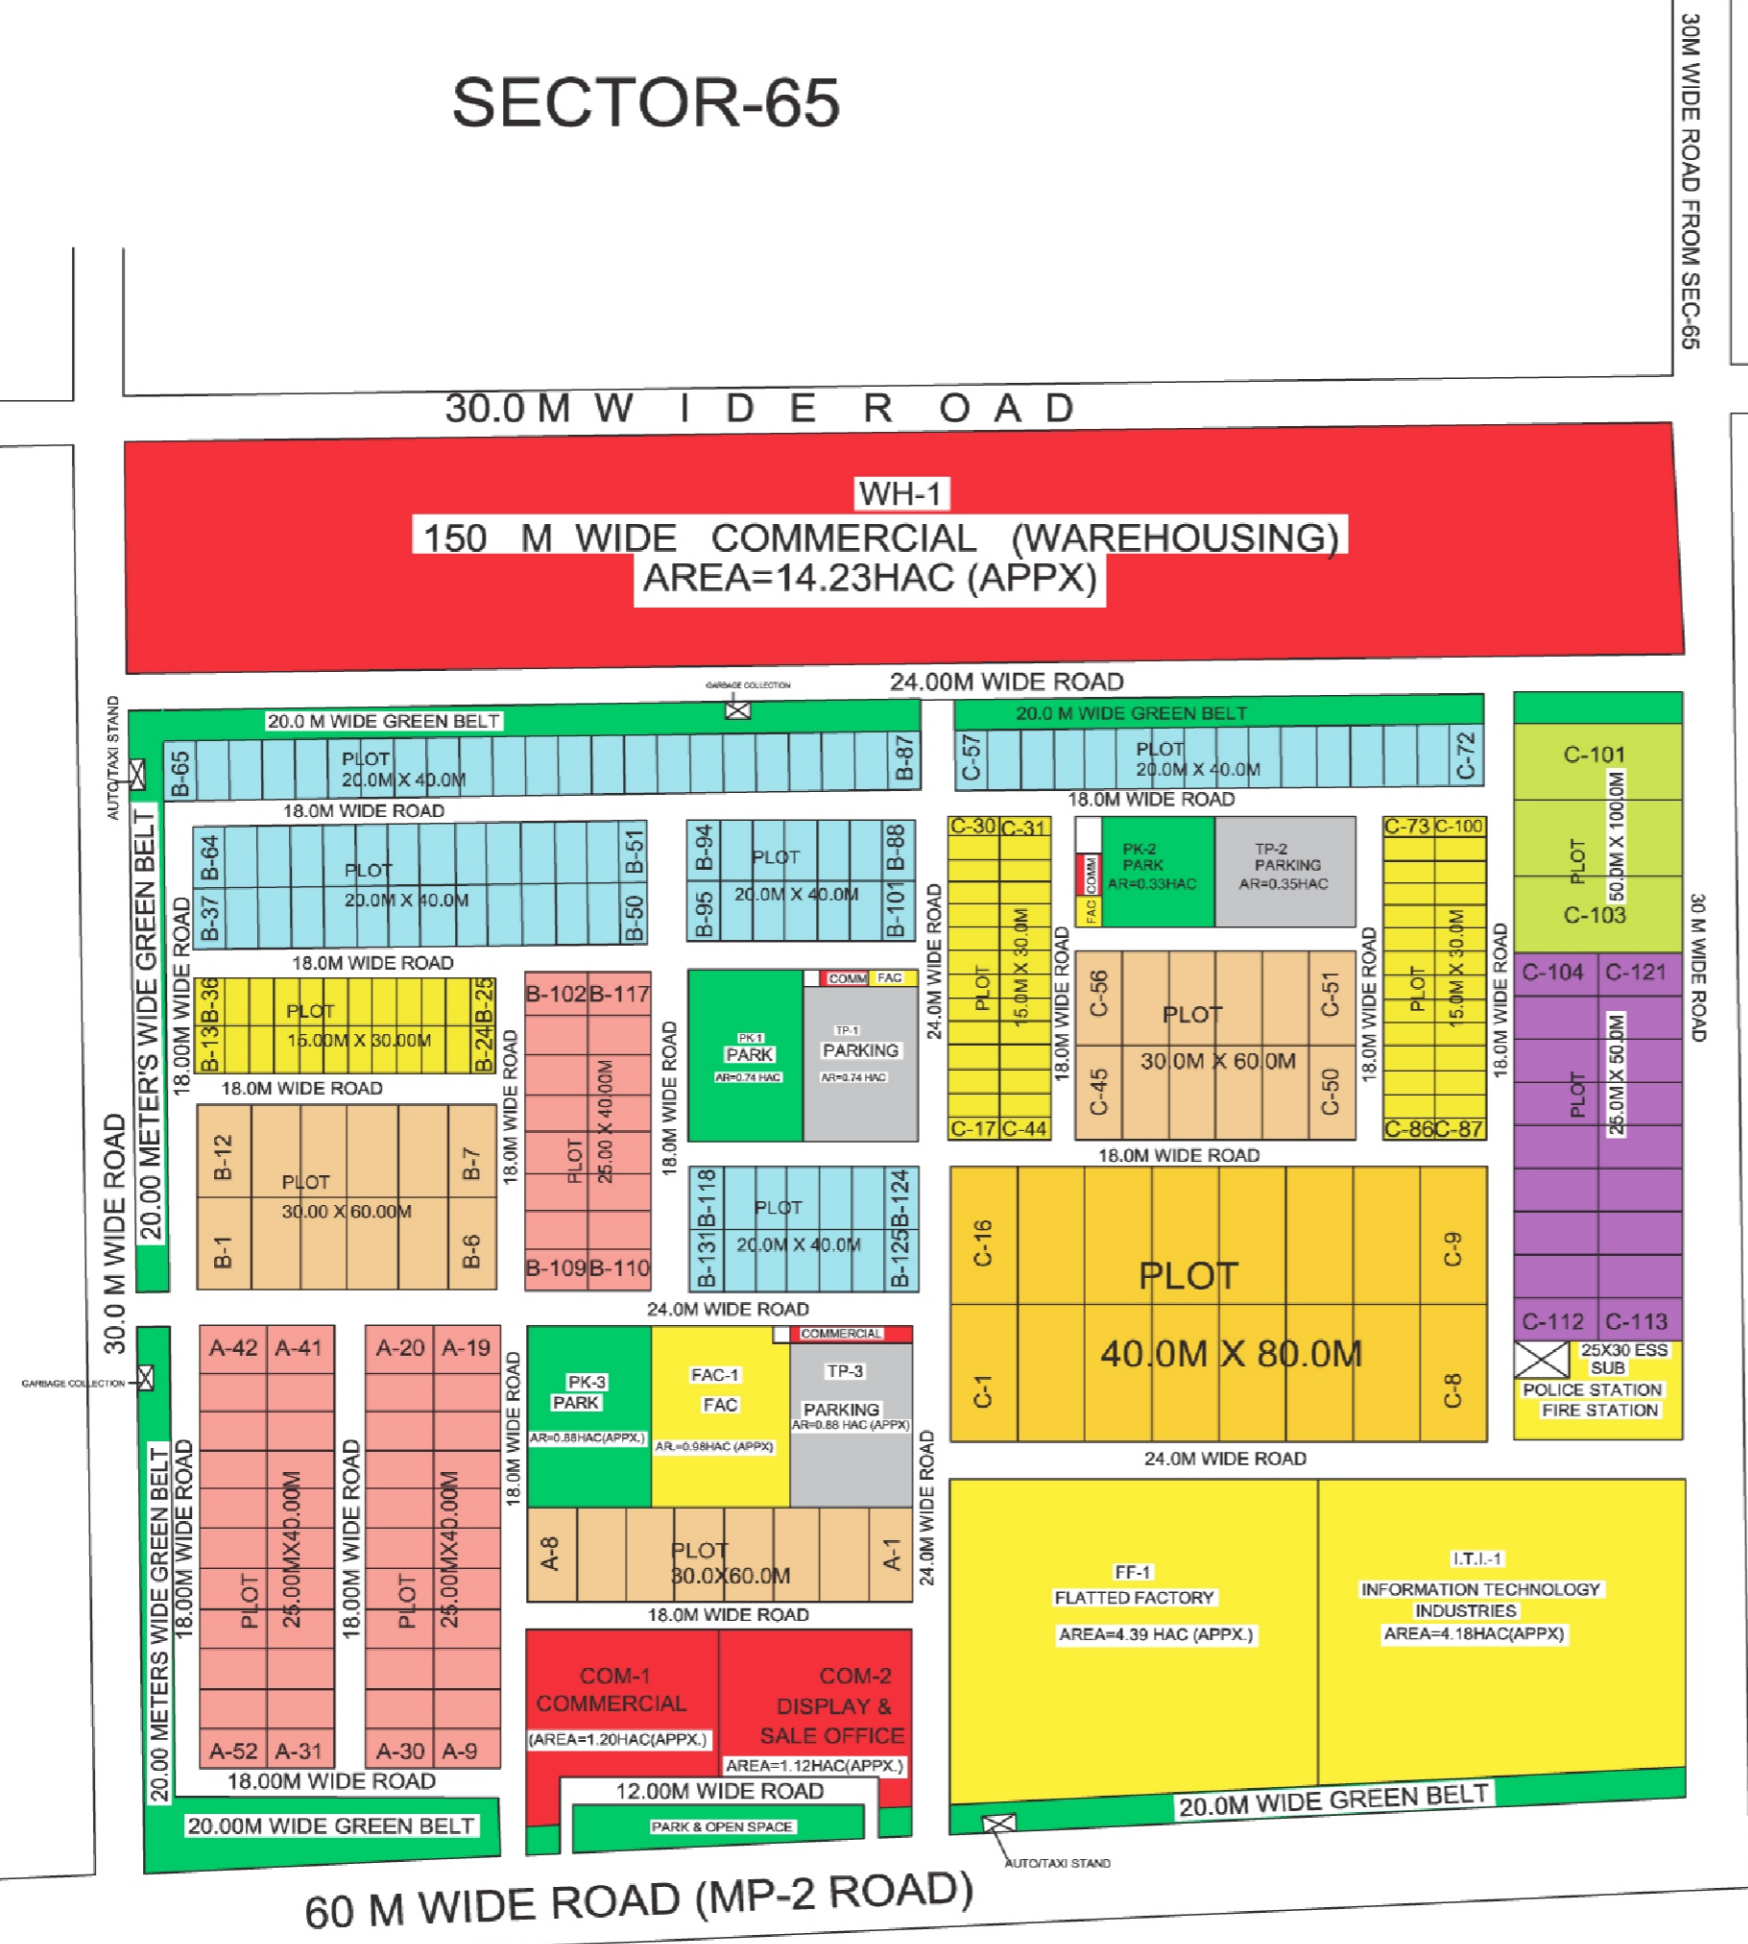 SECTOR-65
30M WIDE ROAD FROM SEC-65
30.0 M W I D E R O A D
WH-1
150 M WIDE COMMERCIAL (WAREHOUSING)
AREA=14.23HAC (APPX)
24.00M WIDE ROAD
GARBAGE COLLECTION
AUTO/TAXI STAND
20.0 M WIDE GREEN BELT
20.0 M WIDE GREEN BELT
B-65
PLOT
20.0M X 40.0M
B-87
C-57
PLOT
20.0M X 40.0M
C-72
18.0M WIDE ROAD
18.0M WIDE ROAD
C-101
PLOT
50.0M X 100.0M
C-103
20.00 METER'S WIDE GREEN BELT
18.00M WIDE ROAD
B-64
B-51
PLOT
20.0M X 40.0M
B-37
B-50
B-94
B-88
PLOT
20.0M X 40.0M
B-95
B-101
24.0M WIDE ROAD
C-30
C-31
PLOT
15.0M X 30.0M
C-17
C-44
18.0M WIDE ROAD
COMM
FAC
PK-2
PARK
AR=0.33HAC
TP-2
PARKING
AR=0.35HAC
C-73
C-100
PLOT
15.0M X 30.0M
C-86
C-87
18.0M WIDE ROAD
18.0M WIDE ROAD
30 M WIDE ROAD
18.0M WIDE ROAD
B-36
B-25
PLOT
15.00M X 30.00M
B-13
B-24
18.0M WIDE ROAD
B-102
B-117
PLOT
25.00 X 40.00M
B-109
B-110
18.0M WIDE ROAD
18.0M WIDE ROAD
COMM
FAC
PK-1
PARK
AR=0.74 HAC
TP-1
PARKING
AR=0.74 HAC
C-56
C-51
PLOT
30.0M X 60.0M
C-45
C-50
18.0M WIDE ROAD
C-104
C-121
PLOT
25.0M X 50.0M
C-112
C-113
B-12
B-7
PLOT
30.00 X 60.00M
B-1
B-6
B-118
B-124
PLOT
20.0M X 40.0M
B-131
B-125
24.0M WIDE ROAD
C-16
C-9
PLOT
40.0M X 80.0M
C-1
C-8
25X30 ESS
SUB
POLICE STATION
FIRE STATION
30.0 M WIDE ROAD
GARBAGE COLLECTION
20.00 METERS WIDE GREEN BELT
18.00M WIDE ROAD
A-42
A-41
PLOT
25.00MX40.00M
A-52
A-31
18.00M WIDE ROAD
A-20
A-19
PLOT
25.00MX40.00M
A-30
A-9
18.0M WIDE ROAD
PK-3
PARK
AR=0.88HAC(APPX.)
FAC-1
FAC
AR.=0.98HAC (APPX)
COMMERCIAL
TP-3
PARKING
AR=0.88 HAC (APPX)
24.0M WIDE ROAD
24.0M WIDE ROAD
A-8
PLOT
30.0X60.0M
A-1
18.0M WIDE ROAD
FF-1
FLATTED FACTORY
AREA=4.39 HAC (APPX.)
I.T.I.-1
INFORMATION TECHNOLOGY
INDUSTRIES
AREA=4.18HAC(APPX)
COM-1
COMMERCIAL
(AREA=1.20HAC(APPX.)
COM-2
DISPLAY &
SALE OFFICE
AREA=1.12HAC(APPX.)
18.00M WIDE ROAD
20.00M WIDE GREEN BELT
12.00M WIDE ROAD
PARK & OPEN SPACE
20.0M WIDE GREEN BELT
AUTO/TAXI STAND
60 M WIDE ROAD (MP-2 ROAD)